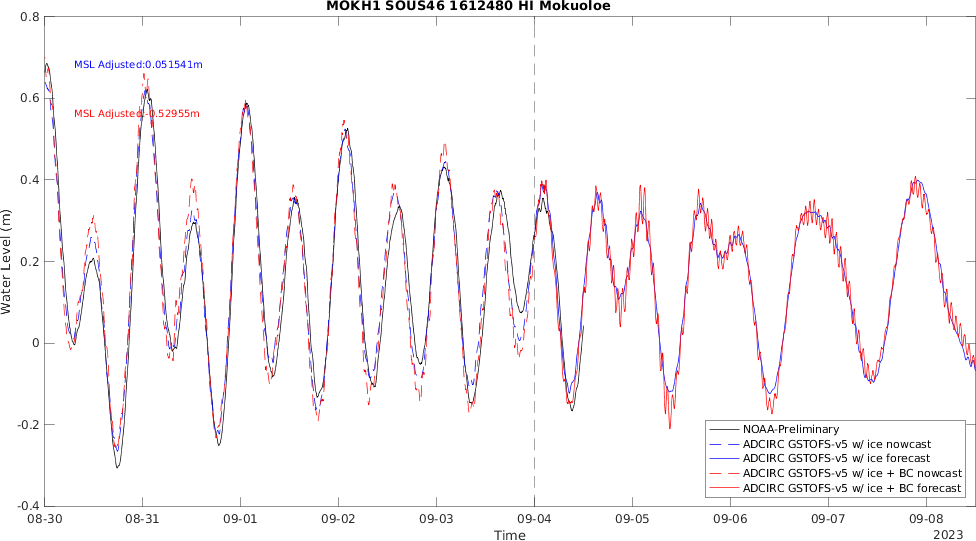 MOKH1 SOUS46 1612480 HI Mokuoloe
0.8
MSL Adjusted:0.051541m
0.6
MSL Adjusted:-0.52955m
0.4
Water Level (m)
0.2
0
-0.2
NOAA-Preliminary
ADCIRC GSTOFS-v5 w/ ice nowcast
ADCIRC GSTOFS-v5 w/ ice forecast
ADCIRC GSTOFS-v5 w/ ice + BC nowcast
ADCIRC GSTOFS-v5 w/ ice + BC forecast
-0.4
08-30 08-31 09-01 09-02 09-03 09-04 09-05 09-06 09-07 09-08
Time
2023